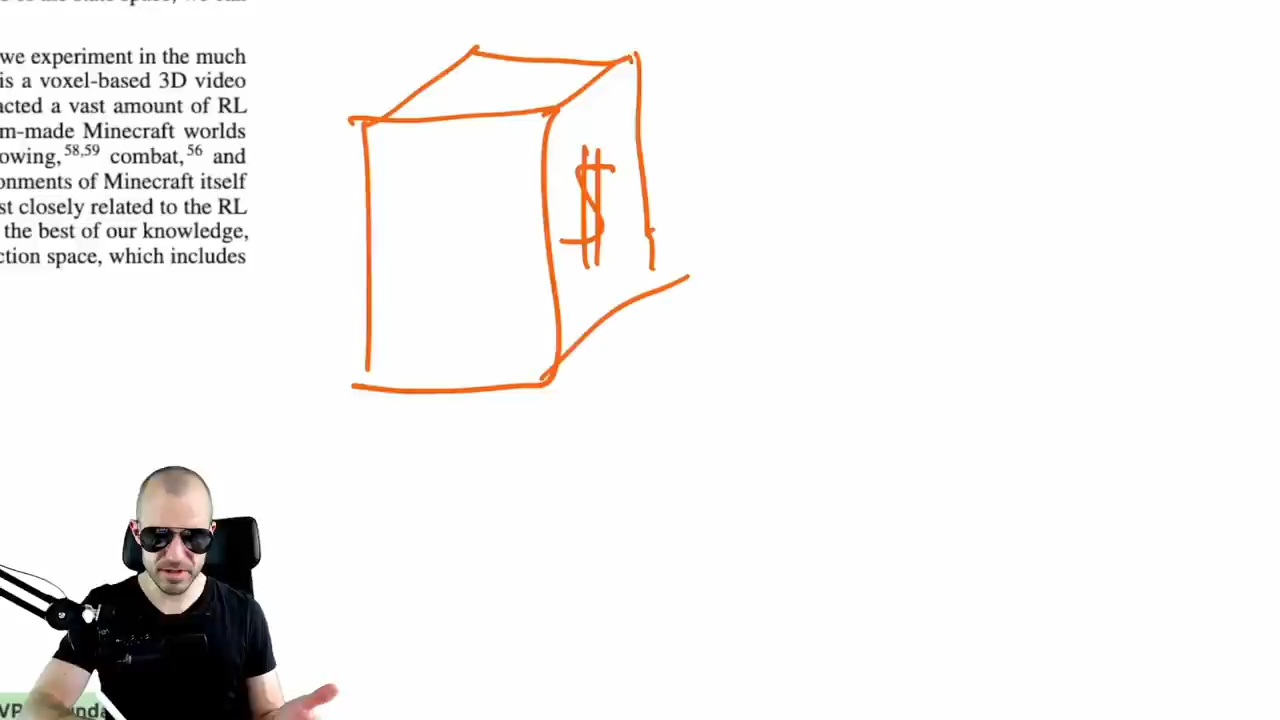 we experiment in the much
is a voxel-based 3D video
acted a vast amount of RL
m-made Minecraft worlds
owing,58,59 combat,56 and
onments of Minecraft itself
st closely related to the RL
the best of our knowledge,
ction space, which includes
$
VP
unda